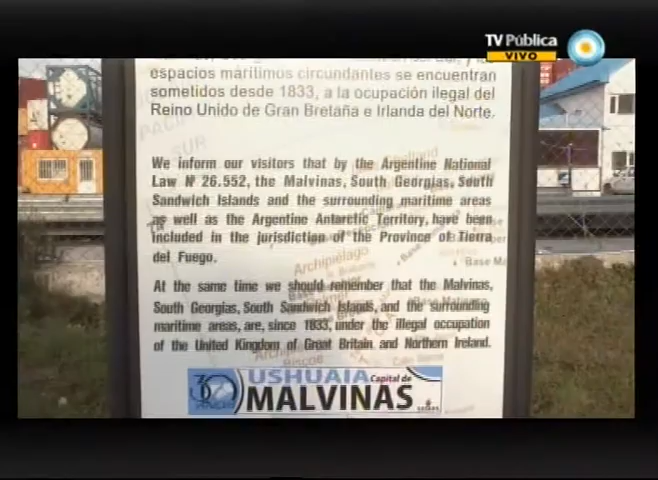 TV Pública
VIVO
espacios marítimos circundantes se encuentran
sometidos desde 1833, a la ocupación ilegal del
Reino Unido de Gran Bretaña e Irlanda del Norte.
We inform our visitors that by the Argentine National
Law Nº 26.552, the Malvinas, South Georgias, South
Sandwich Islands and the surrounding maritime areas
as well as the Argentine Antarctic Territory, have been
included in the jurisdiction of the Province of Tierra
del Fuego.
At the same time we should remember that the Malvinas,
South Georgias, South Sandwich Islands, and the surrounding
maritime areas, are, since 1833, under the illegal occupation
of the United Kingdom of Great Britain and Northern Ireland.
30
AÑOS
USHUAIA Capital de
MALVINAS